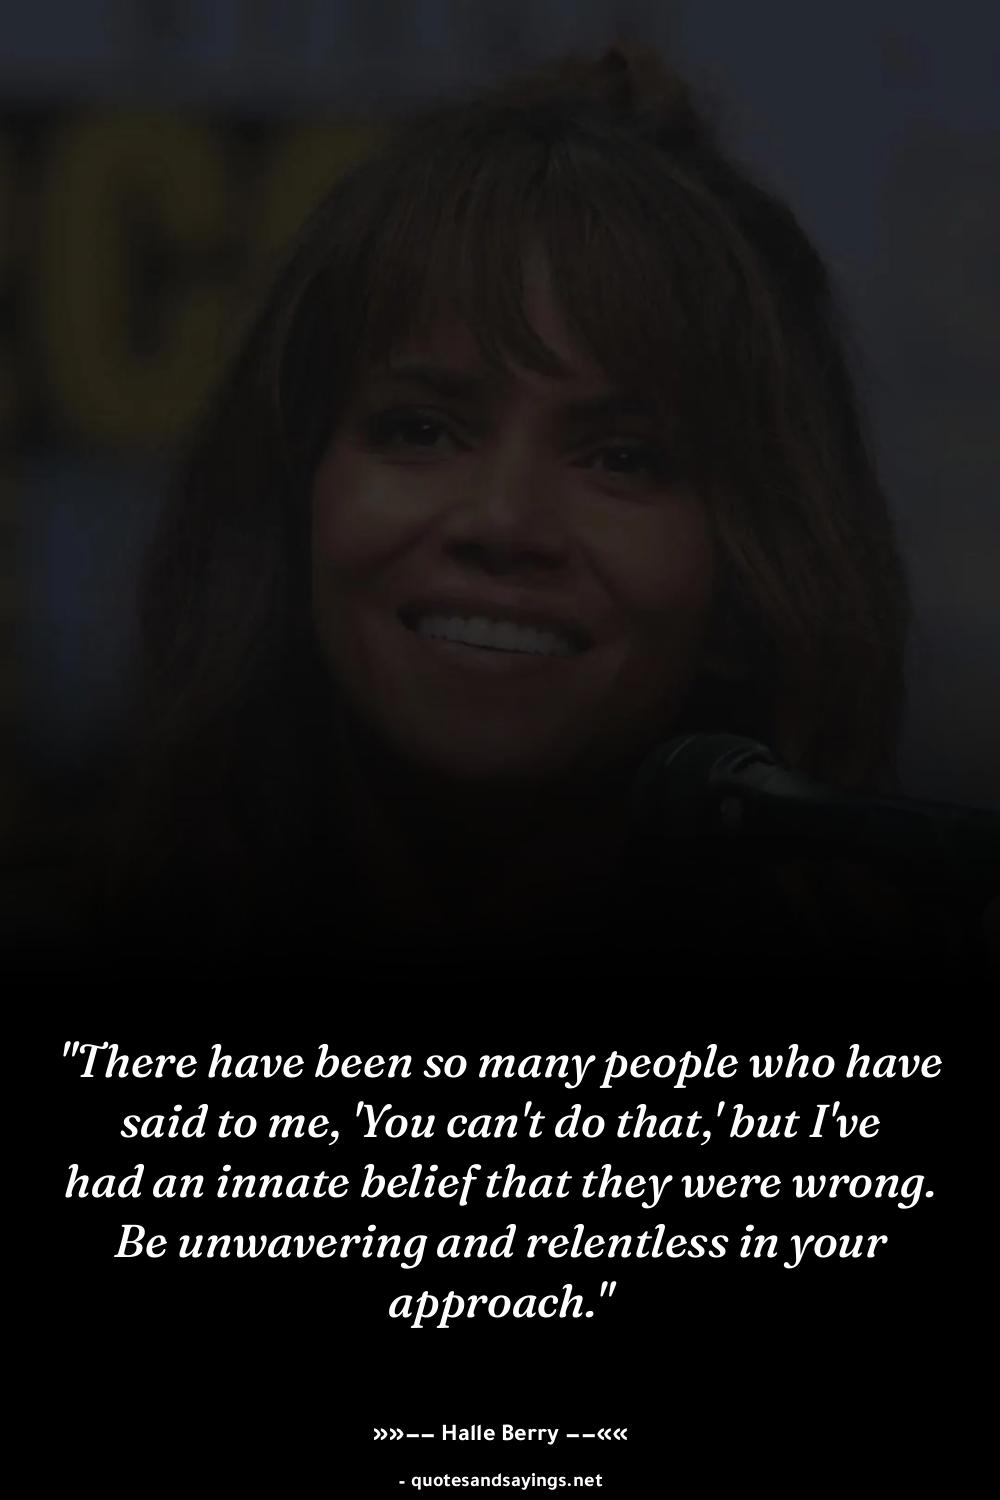 "There have been so many people who have
said to me, 'You can't do that,' but I've
had an innate belief that they were wrong.
Be unwavering and relentless in your
approach."
»»–– Halle Berry ––««
- quotesandsayings.net